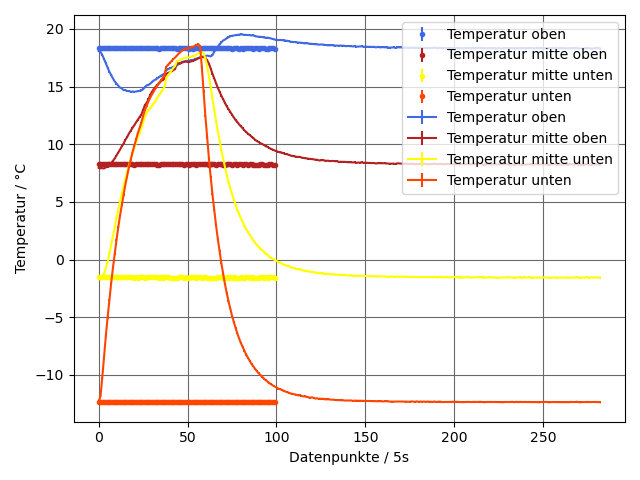 20
15
10
5
0
−5
−10
Temperatur / °C
0
50
100
150
200
250
Datenpunkte / 5s
Temperatur oben
Temperatur mitte oben
Temperatur mitte unten
Temperatur unten
Temperatur oben
Temperatur mitte oben
Temperatur mitte unten
Temperatur unten